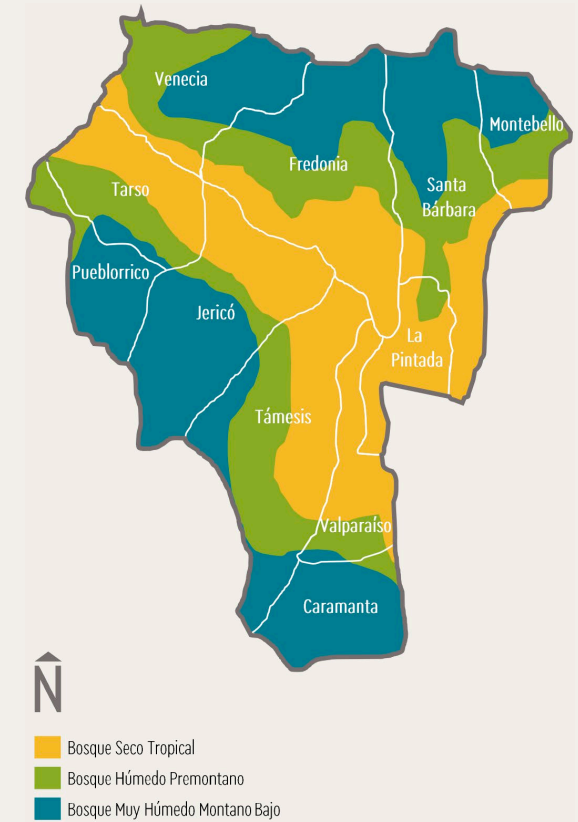 Venecia
Montebello
Fredonia
Tarso
Santa
Bárbara
Pueblorrico
Jericó
La
Pintada
Támesis
Valparaíso
Caramanta
N
Bosque Seco Tropical
Bosque Húmedo Premontano
Bosque Muy Húmedo Montano Bajo